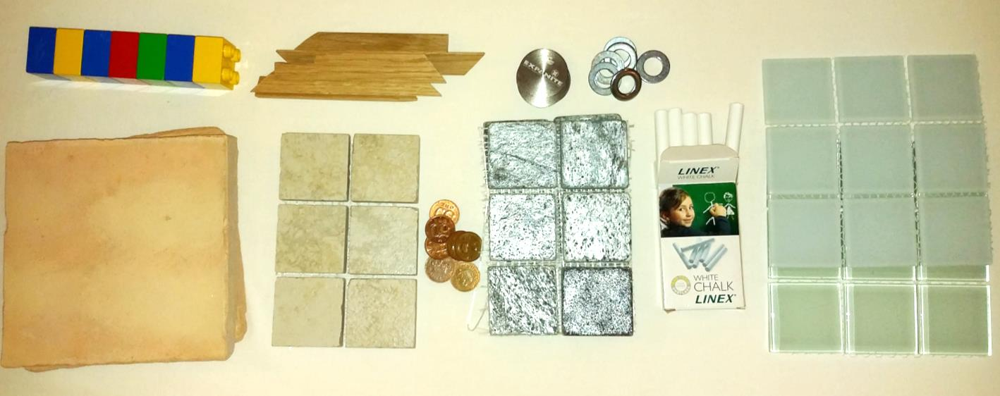 EXPANITE
LINEX®
WHITE CHALK
WHITE
CHALK
LINEX®